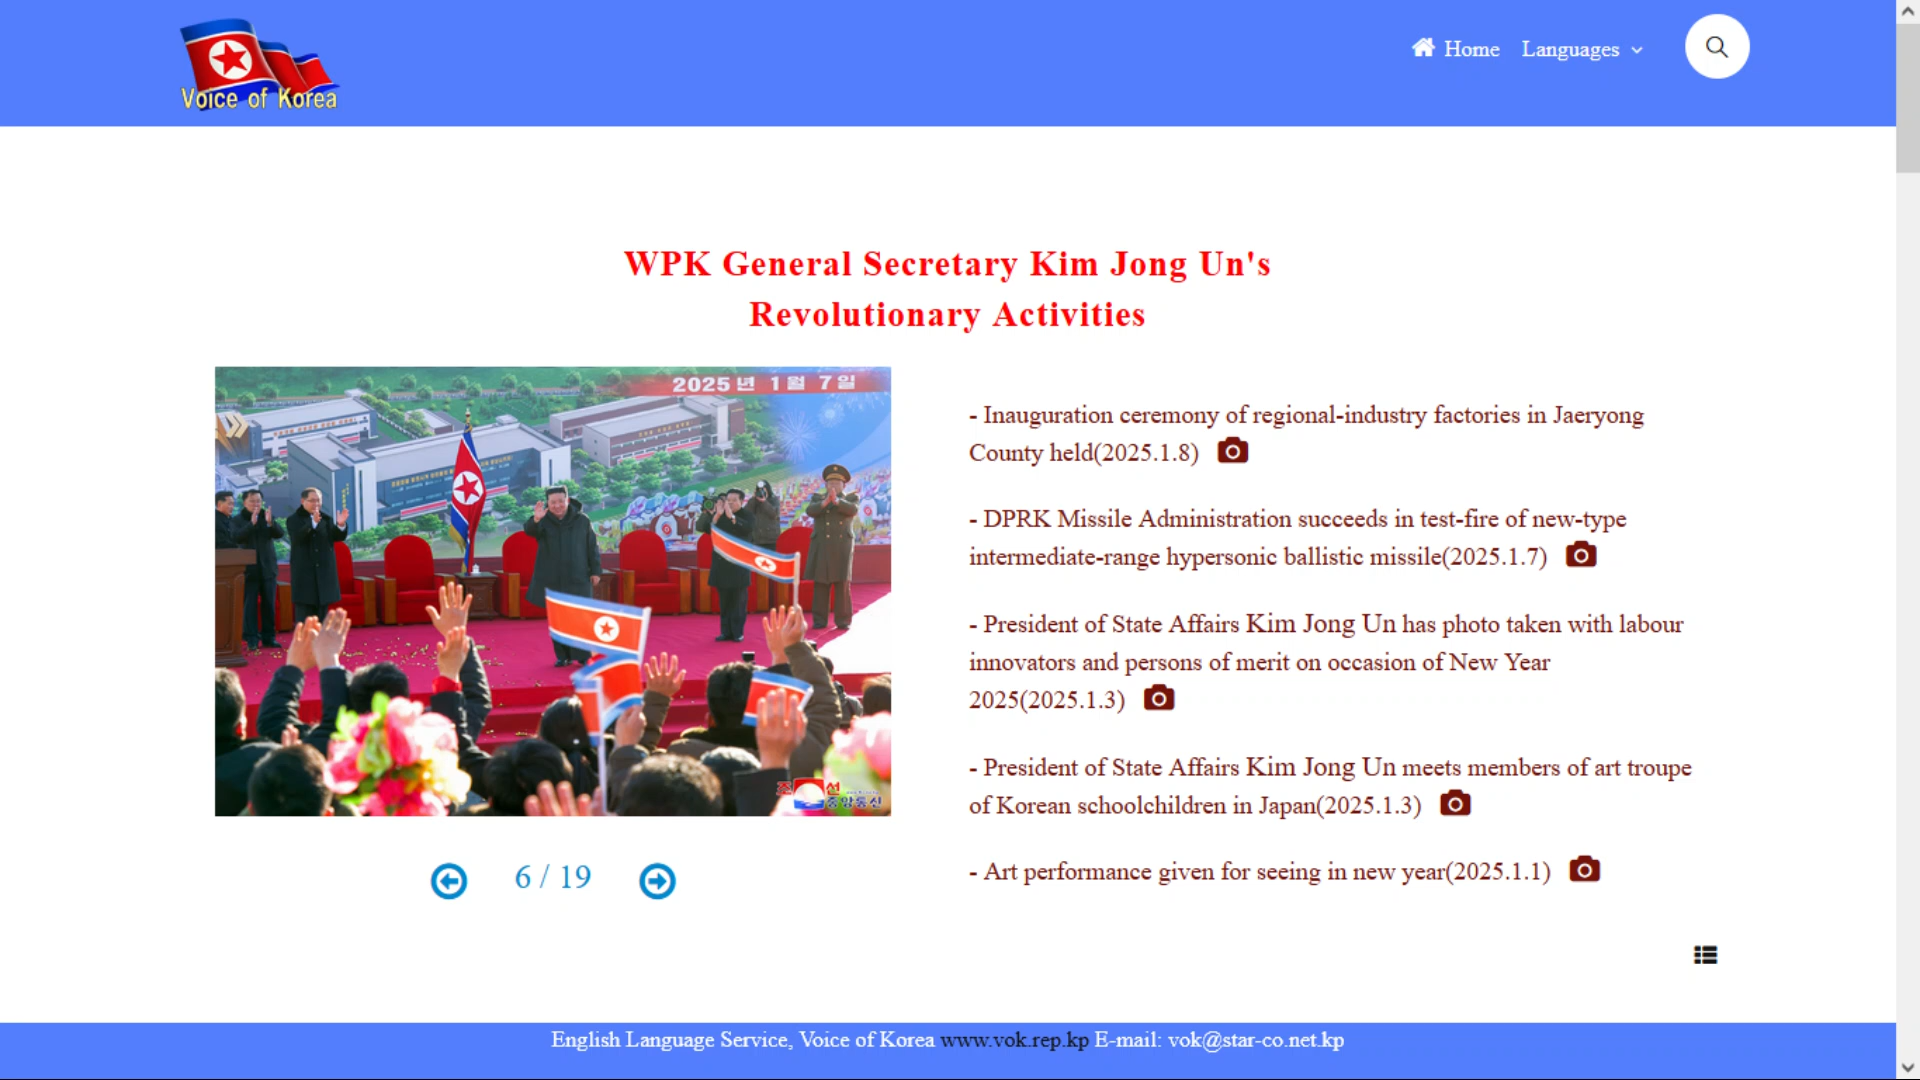 Voice of Korea
Home Languages
WPK General Secretary Kim Jong Un's
Revolutionary Activities
2025년 1월 7일
조선
중앙통신
- Inauguration ceremony of regional-industry factories in Jaeryong
County held(2025.1.8)
- DPRK Missile Administration succeeds in test-fire of new-type
intermediate-range hypersonic ballistic missile(2025.1.7)
- President of State Affairs Kim Jong Un has photo taken with labour
innovators and persons of merit on occasion of New Year
2025(2025.1.3)
- President of State Affairs Kim Jong Un meets members of art troupe
of Korean schoolchildren in Japan(2025.1.3)
- Art performance given for seeing in new year(2025.1.1)
6 / 19
English Language Service, Voice of Korea www.vok.rep.kp E-mail: vok@star-co.net.kp